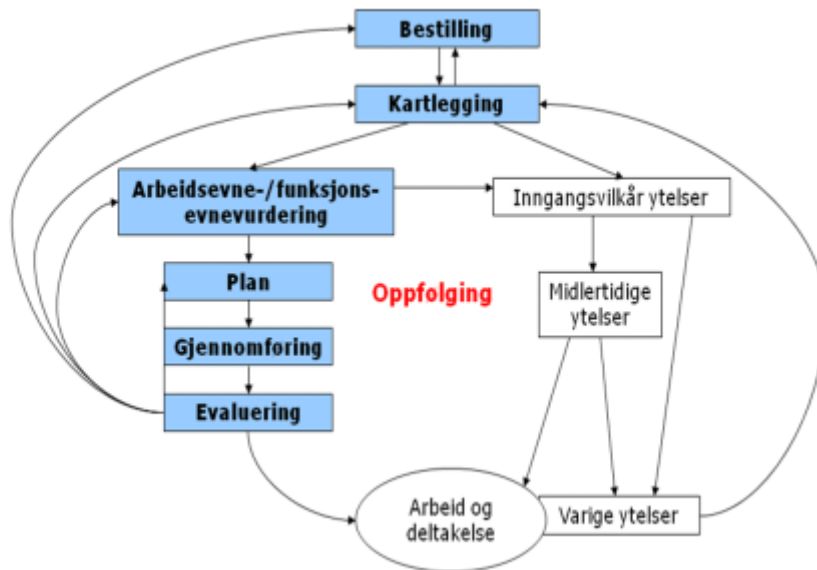 Bestilling
Kartlegging
Arbeidsevne-/funksjons-
evnevurdering
Inngangsvilkår ytelser
Plan
Oppfolging
Midlertidige
ytelser
Gjennomforing
Evaluering
Arbeid og
deltakelse
Varige ytelser